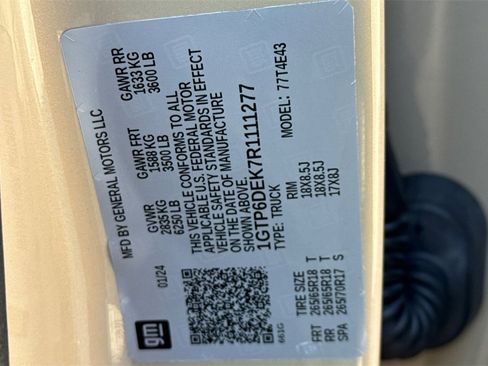 MFD BY GENERAL MOTORS LLC
01/24
GVWR
2835 KG
6250 LB
GAWR FRT
1588 KG
3500 LB
GAWR RR
1633 KG
3600 LB
THIS VEHICLE CONFORMS TO ALL
APPLICABLE U.S. FEDERAL MOTOR
VEHICLE SAFETY STANDARDS IN EFFECT
ON THE DATE OF MANUFACTURE
SHOWN ABOVE.
1GTP6DEK7R1111277
TYPE: TRUCK
MODEL: 77T4E43
gm
661G
TIRE SIZE
RIM
FRT 265/65R18 T 18X8.5J
RR 265/65R18 T 18X8.5J
SPA 265/70R17 S 17X8J